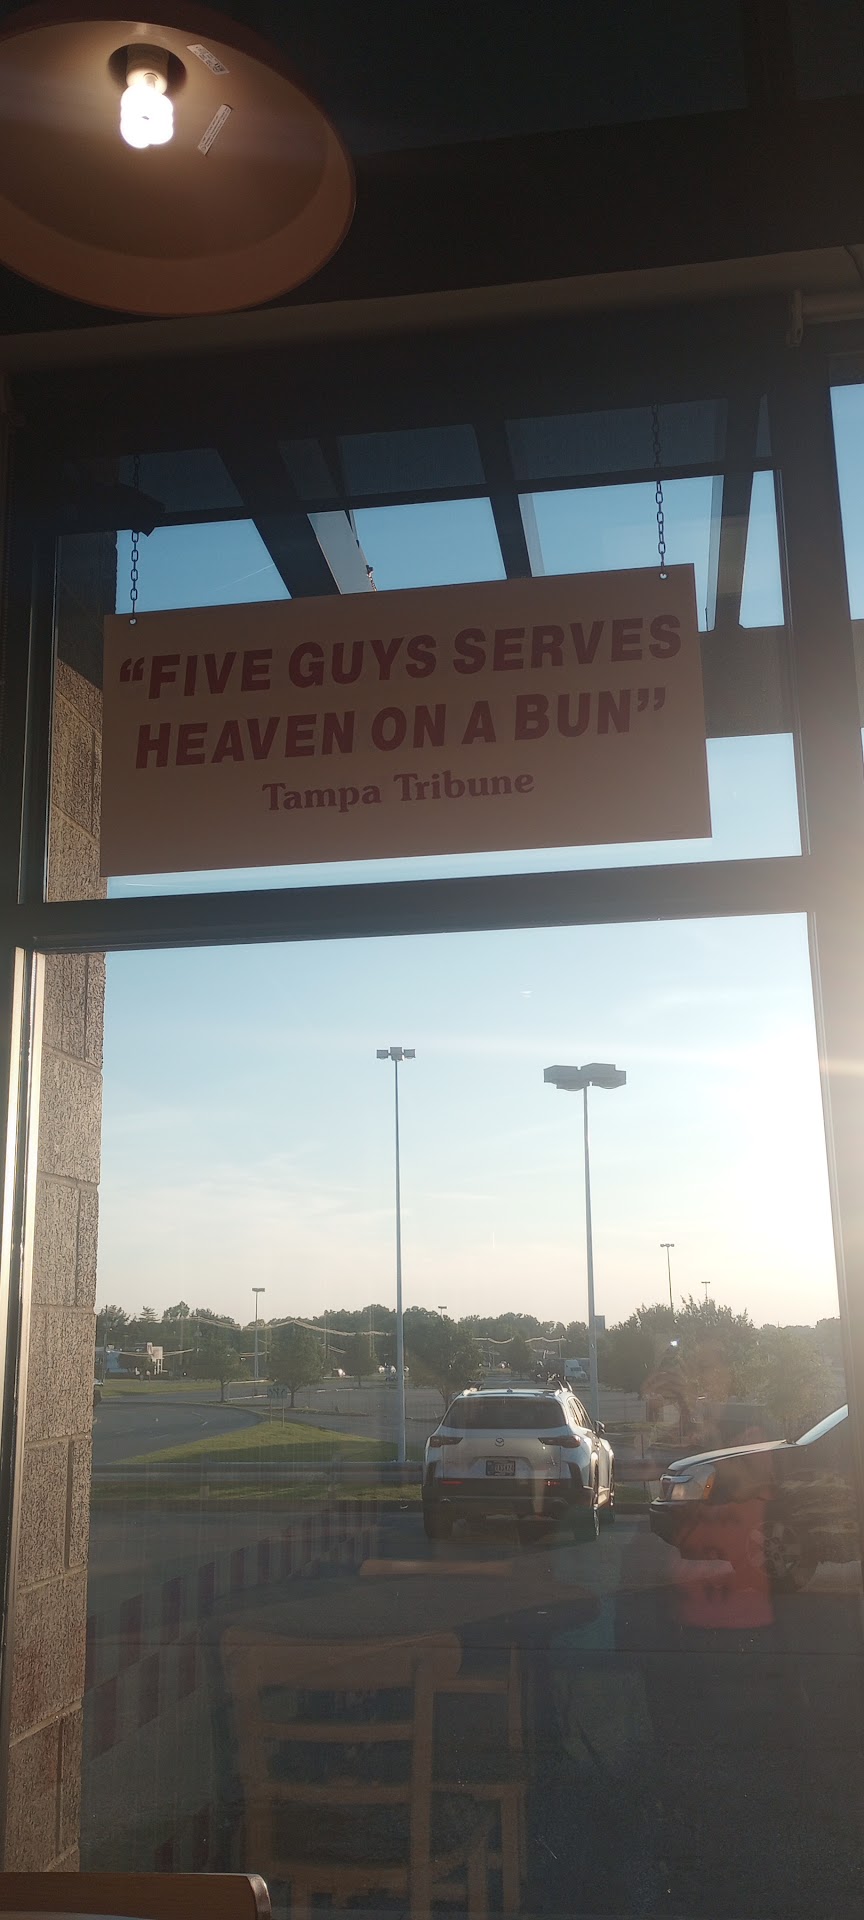 “FIVE GUYS SERVES
HEAVEN ON A BUN”
Tampa Tribune